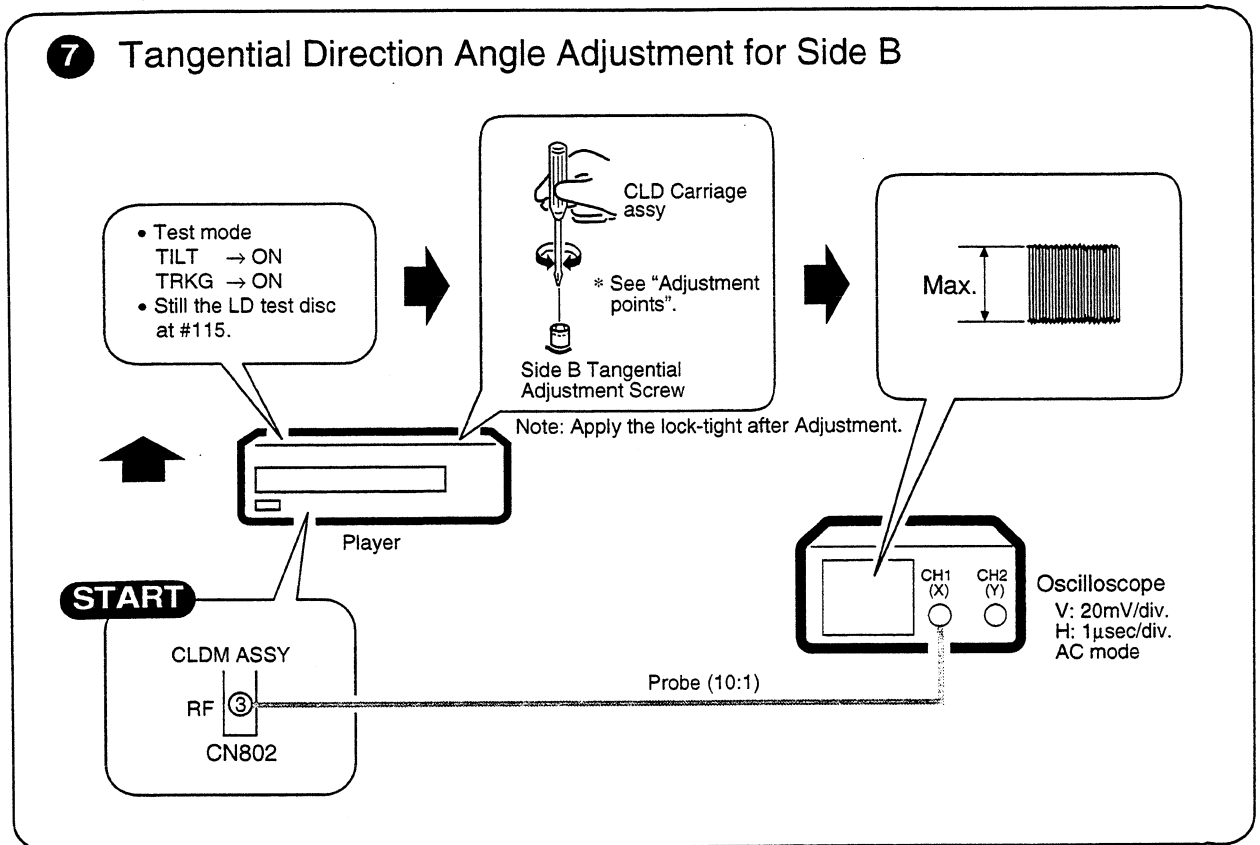 7 Tangential Direction Angle Adjustment for Side B
• Test mode
TILT → ON
TRKG → ON
• Still the LD test disc
at #115.
CLD Carriage
assy
* See “Adjustment
points”.
Side B Tangential
Adjustment Screw
Note: Apply the lock-tight after Adjustment.
Max.
Player
START
CLDM ASSY
RF ③
CN802
Probe (10:1)
CH1
(X)
CH2
(Y)
Oscilloscope
V: 20mV/div.
H: 1µsec/div.
AC mode